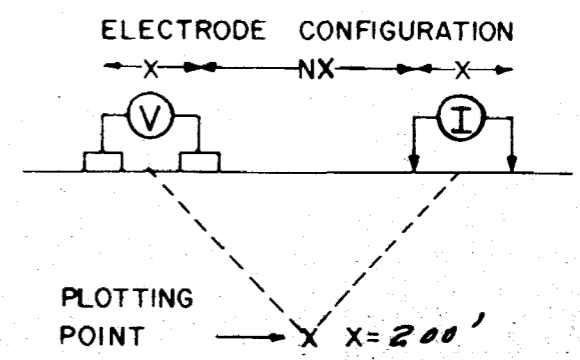 ELECTRODE CONFIGURATION
X NX X
V I
PLOTTING
POINT X X=200'